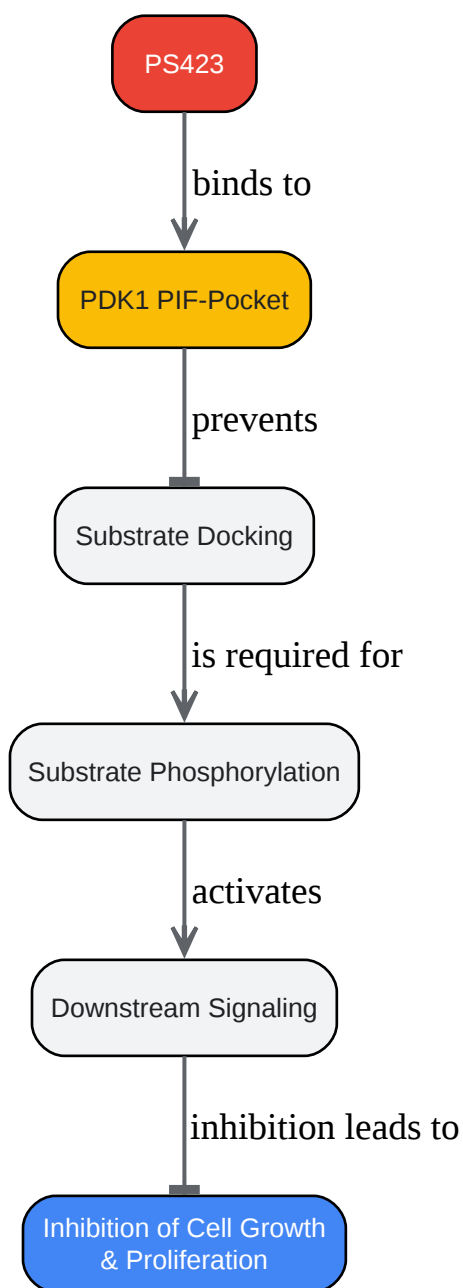 PS423
binds to
PDK1 PIF-Pocket
prevents
Substrate Docking
is required for
Substrate Phosphorylation
activates
Downstream Signaling
inhibition leads to
Inhibition of Cell Growth
& Proliferation